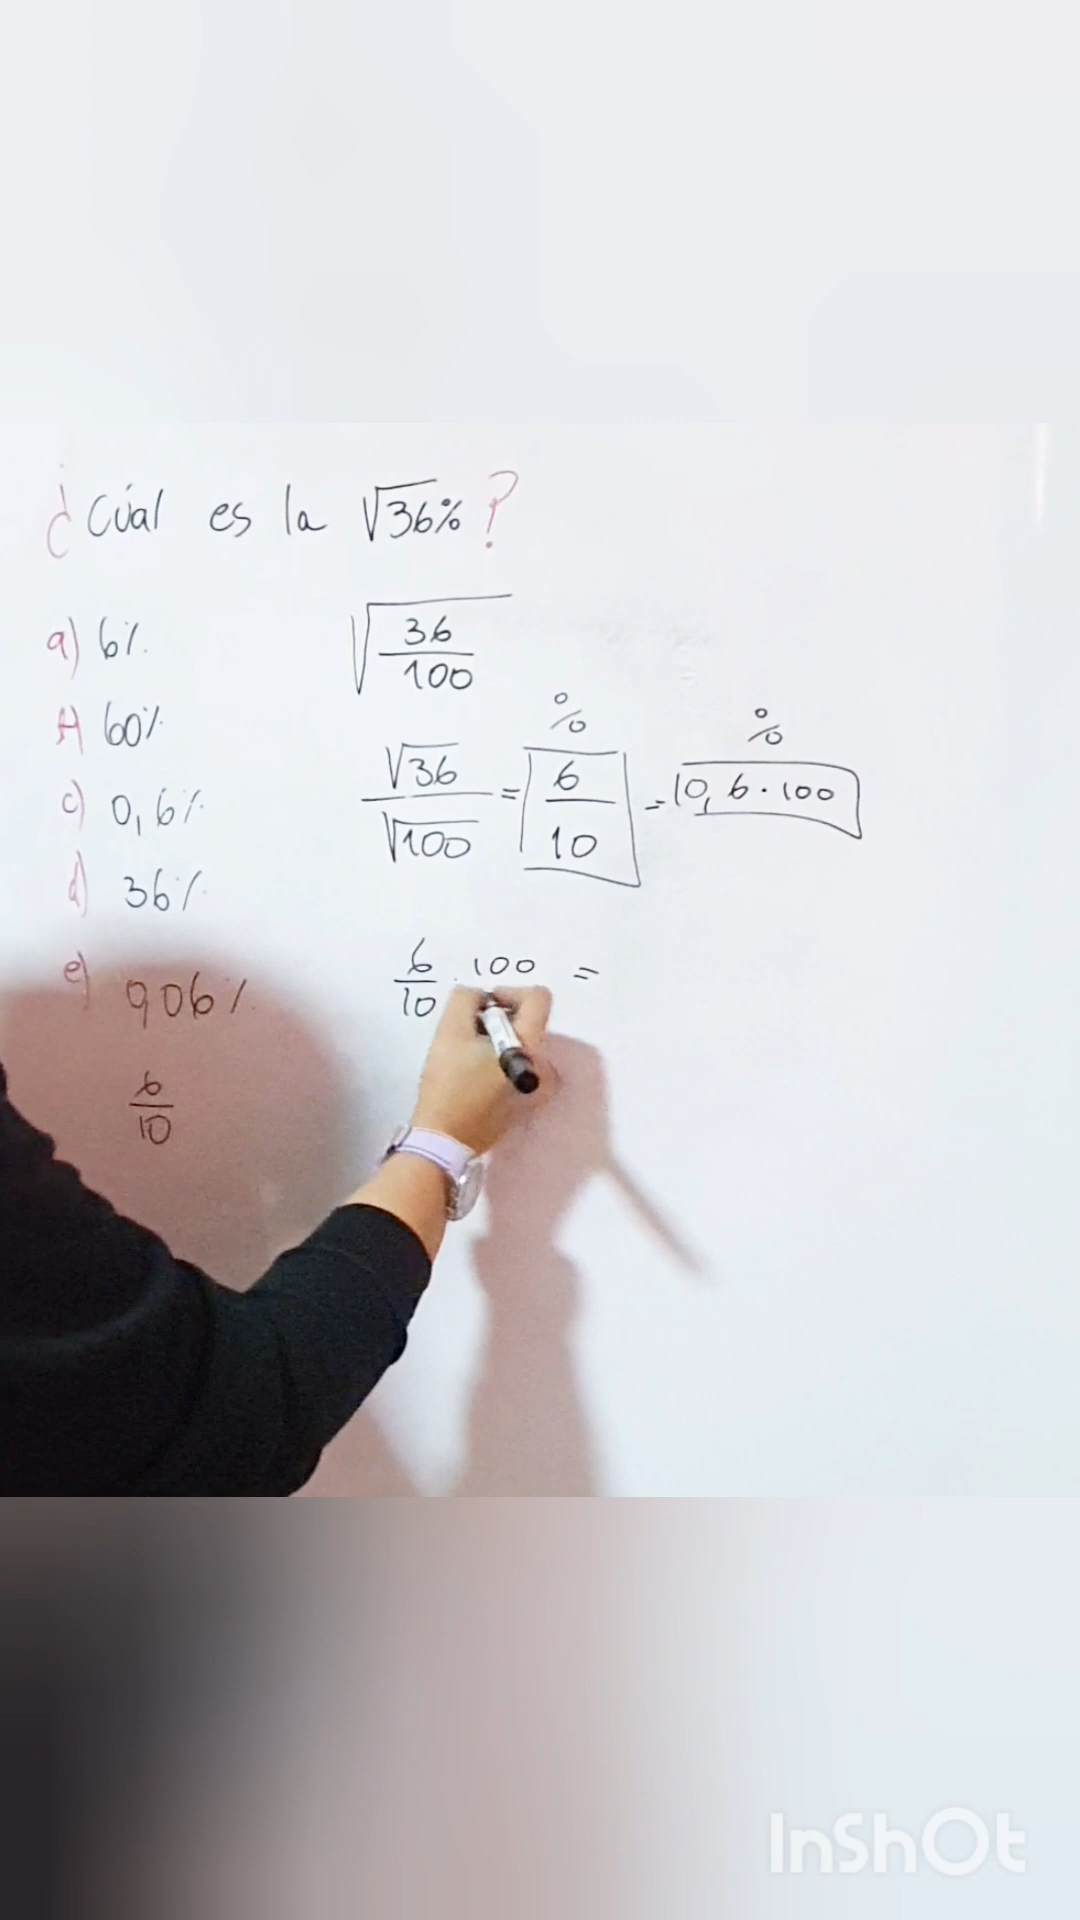 ¿Cuál es la √36%?
a) 6%
60%
c) 0,6%
d) 36%
e) 906%
6/10
√36/100
√36/√100 = 6/10 % = 0,6 · 100 %
6/10 · 100 =
InShOt